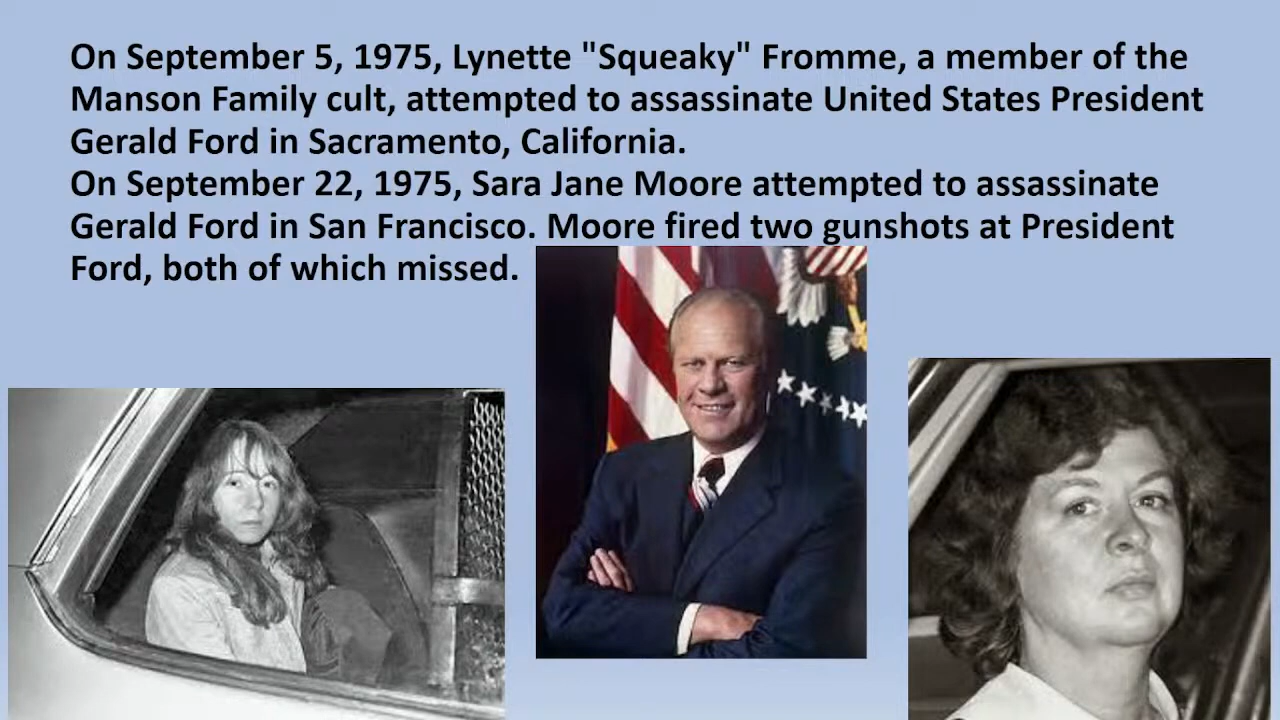 On September 5, 1975, Lynette "Squeaky" Fromme, a member of the
Manson Family cult, attempted to assassinate United States President
Gerald Ford in Sacramento, California.
On September 22, 1975, Sara Jane Moore attempted to assassinate
Gerald Ford in San Francisco. Moore fired two gunshots at President
Ford, both of which missed.